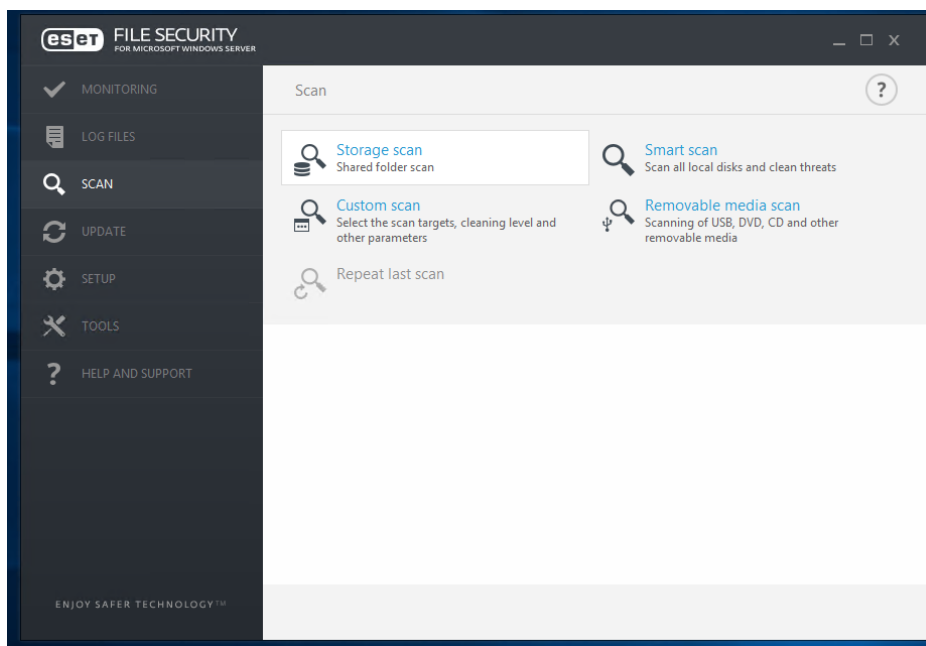 eset FILE SECURITY
FOR MICROSOFT WINDOWS SERVER
MONITORING
LOG FILES
SCAN
UPDATE
SETUP
TOOLS
HELP AND SUPPORT
ENJOY SAFER TECHNOLOGY™
Scan
?
Storage scan
Shared folder scan
Smart scan
Scan all local disks and clean threats
Custom scan
Select the scan targets, cleaning level and
other parameters
Removable media scan
Scanning of USB, DVD, CD and other
removable media
Repeat last scan